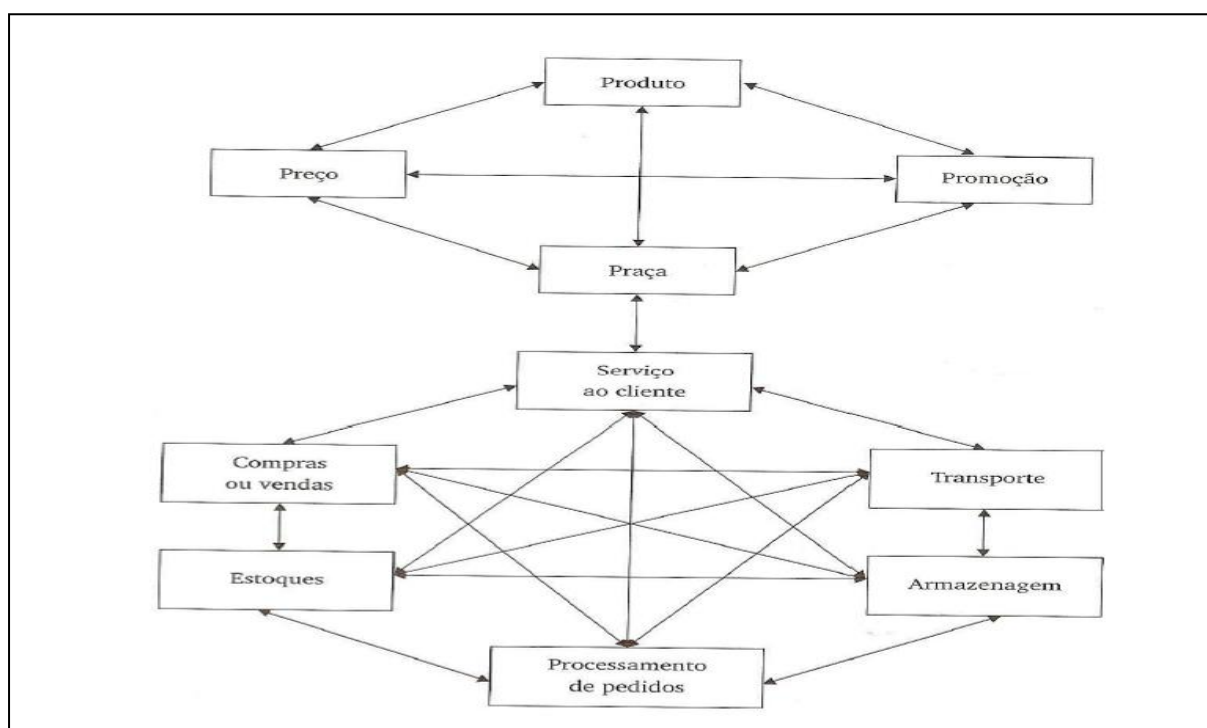 Produto
Preço
Promoção
Praça
Serviço
ao cliente
Compras
ou vendas
Transporte
Estoques
Armazenagem
Processamento
de pedidos